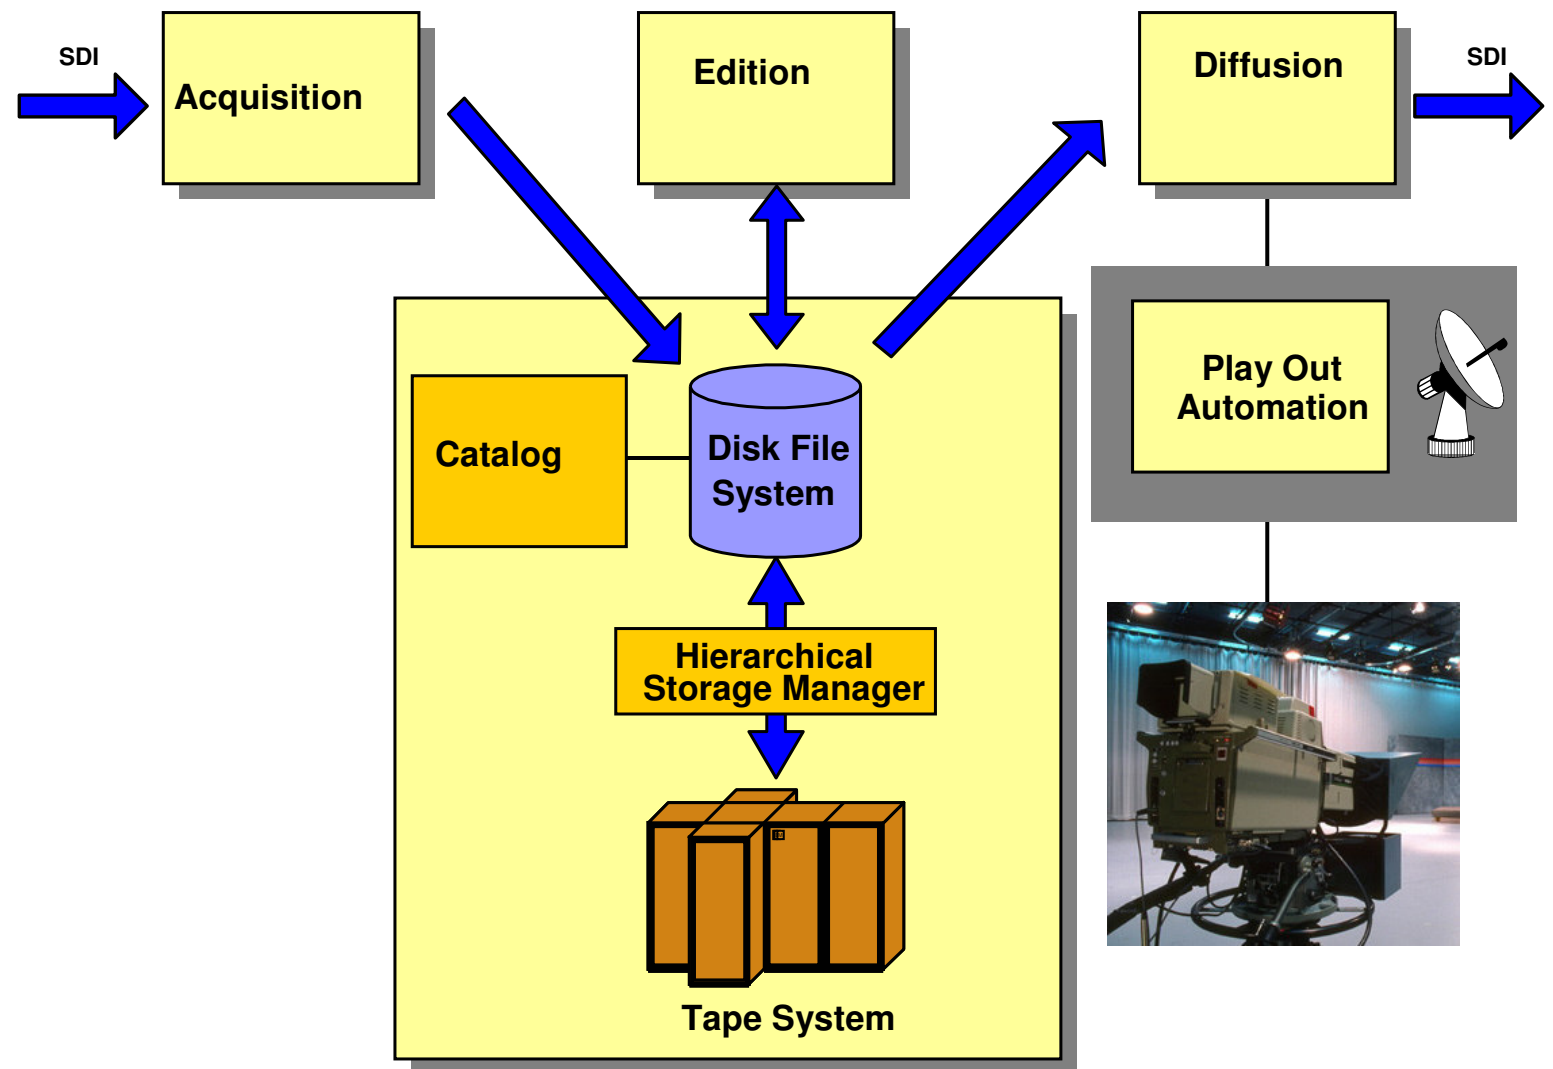 SDI
Acquisition
Edition
Diffusion
SDI
Play Out
Automation
Catalog
Disk File
System
Hierarchical
Storage Manager
Tape System